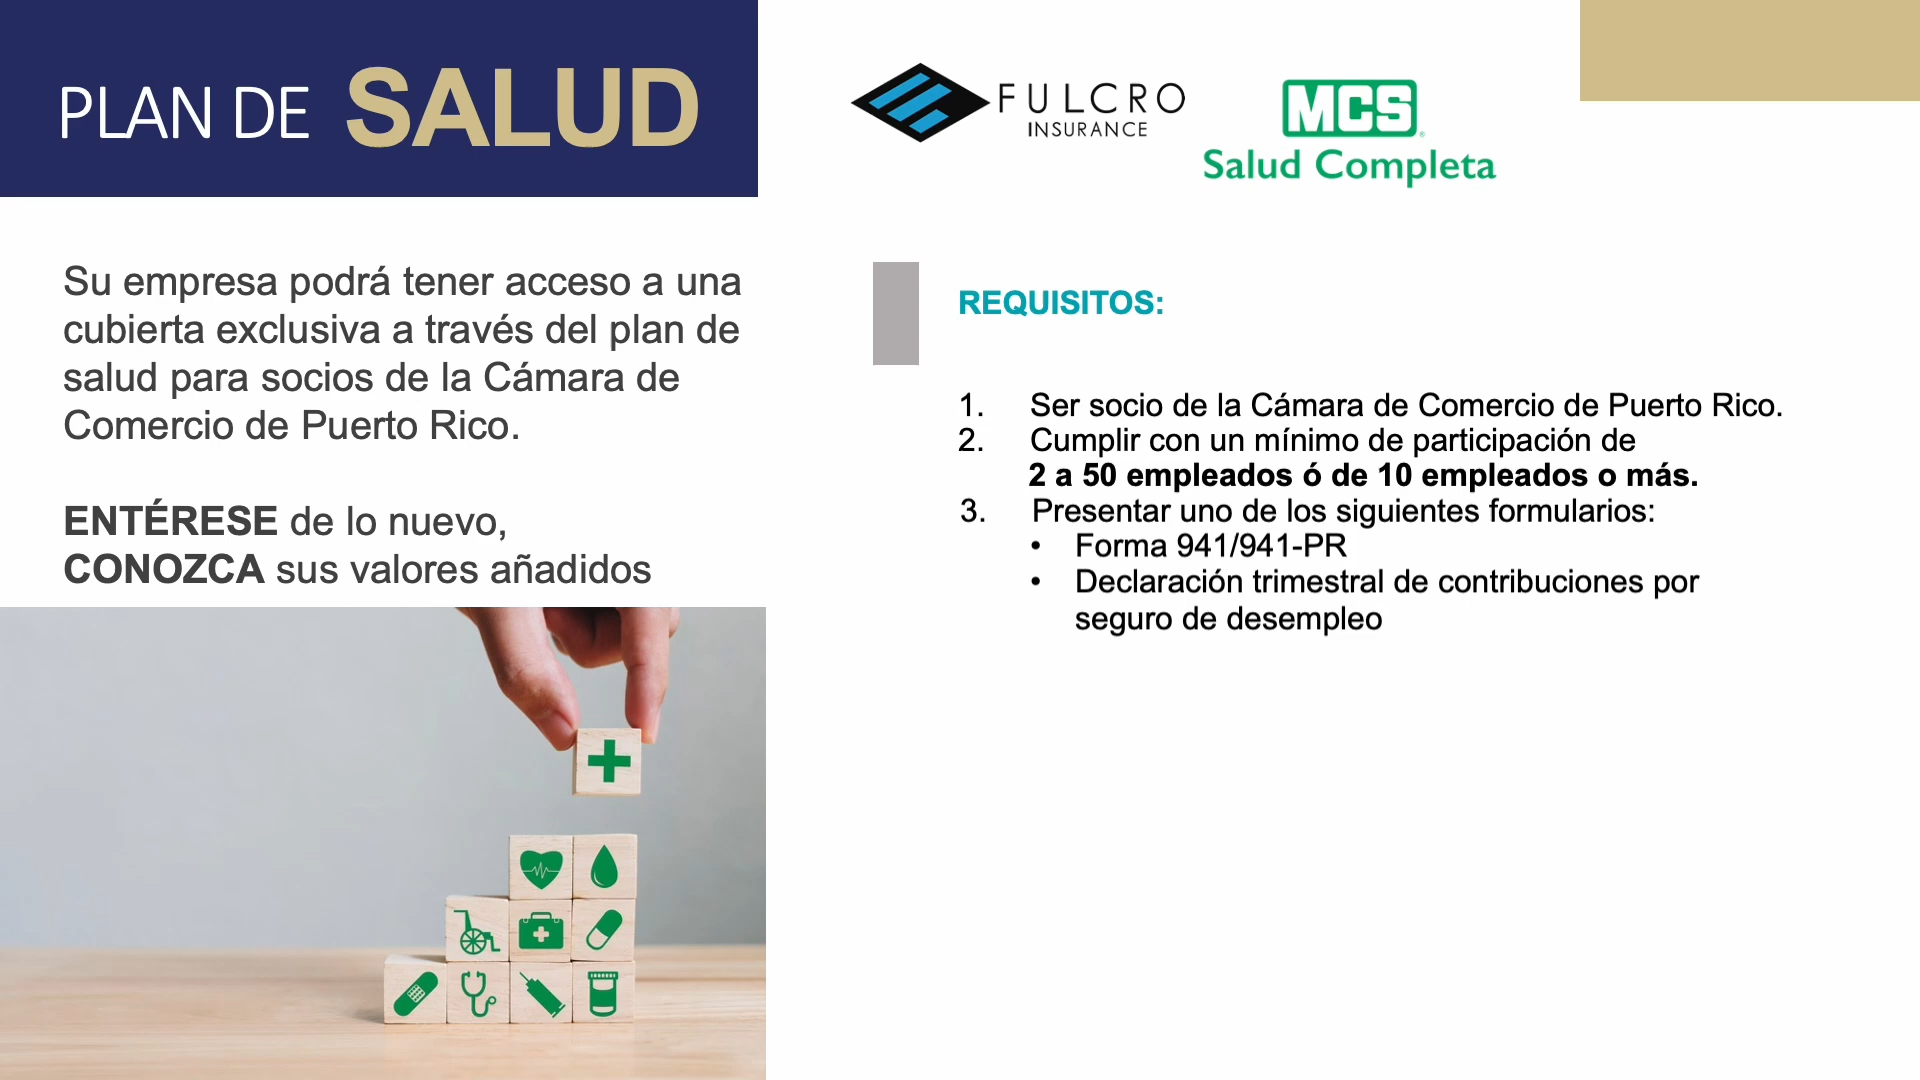 PLAN DE SALUD
FULCRO
INSURANCE
MCS
Salud Completa
Su empresa podrá tener acceso a una
cubierta exclusiva a través del plan de
salud para socios de la Cámara de
Comercio de Puerto Rico.
ENTÉRESE de lo nuevo,
CONOZCA sus valores añadidos
REQUISITOS:
1. Ser socio de la Cámara de Comercio de Puerto Rico.
2. Cumplir con un mínimo de participación de
2 a 50 empleados ó de 10 empleados o más.
3. Presentar uno de los siguientes formularios:
• Forma 941/941-PR
• Declaración trimestral de contribuciones por
seguro de desempleo